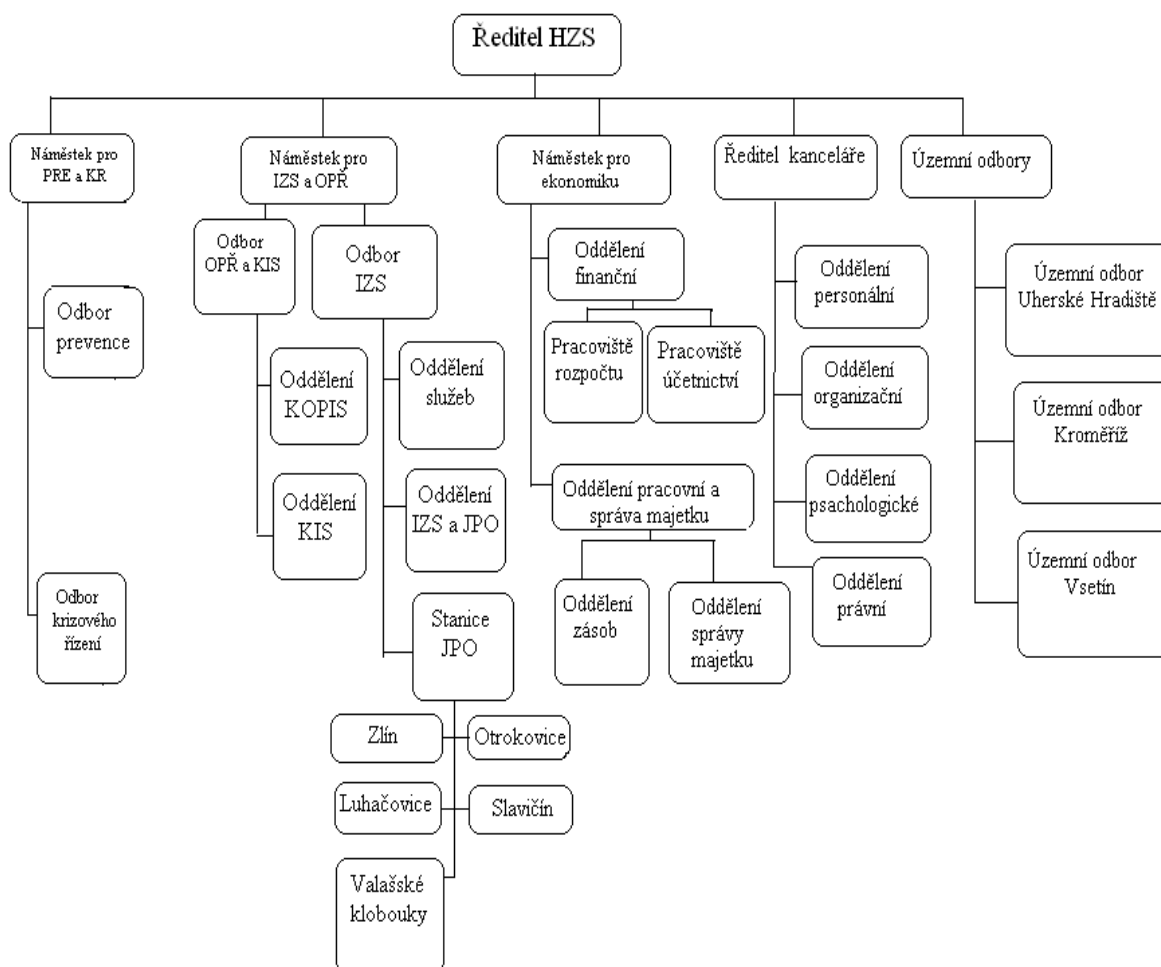 Ředitel HZS
Náměstek pro
PRE a KR
Náměstek pro
IZS a OPŘ
Náměstek pro
ekonomiku
Ředitel kanceláře
Územní odbory
Odbor
prevence
Odbor
krizového
řízení
Odbor
OPŘ a KIS
Odbor
IZS
Oddělení
KOPIS
Oddělení
KIS
Oddělení
služeb
Oddělení
IZS a JPO
Stanice
JPO
Zlín
Otrokovice
Luhačovice
Slavičín
Valašské
klobouky
Oddělení
finanční
Pracoviště
rozpočtu
Pracoviště
účetnictví
Oddělení pracovní a
správa majetku
Oddělení
zásob
Oddělení
správy
majetku
Oddělení
personální
Oddělení
organizační
Oddělení
psachologické
Oddělení
právní
Územní odbor
Uherské Hradiště
Územní odbor
Kroměříž
Územní odbor
Vsetín